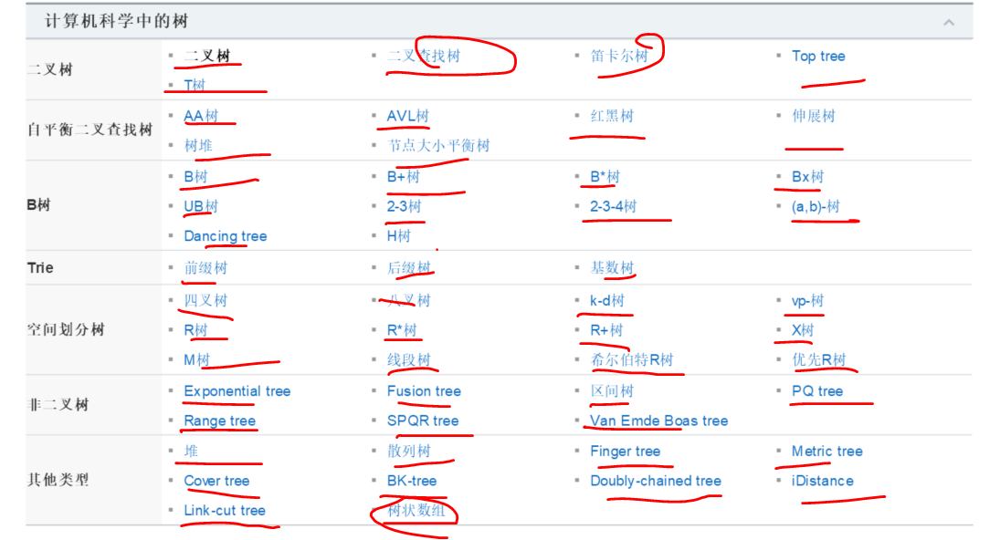 计算机科学中的树
二叉树
二叉树 二叉查找树 笛卡尔树 Top tree
T树
自平衡二叉查找树
AA树 AVL树 红黑树 伸展树
树堆 节点大小平衡树
B树
B树 B+树 B*树 Bx树
UB树 2-3树 2-3-4树 (a,b)-树
Dancing tree H树
Trie
前缀树 后缀树 基数树
空间划分树
四叉树 八叉树 k-d树 vp-树
R树 R*树 R+树 X树
M树 线段树 希尔伯特R树 优先R树
非二叉树
Exponential tree Fusion tree 区间树 PQ tree
Range tree SPQR tree Van Emde Boas tree
其他类型
堆 散列树 Finger tree Metric tree
Cover tree BK-tree Doubly-chained tree iDistance
Link-cut tree 树状数组